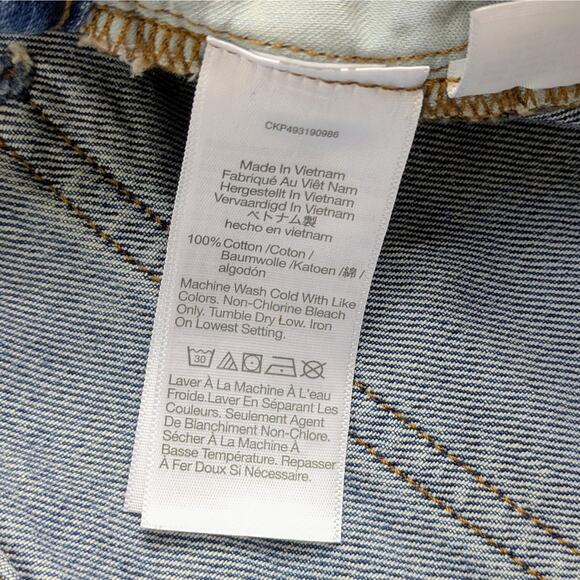 CKP493190986
Made In Vietnam
Fabriqué Au Viêt Nam
Hergestellt In Vietnam
Vervaardigd In Vietnam
ベトナム製
hecho en vietnam
100% Cotton /Coton /
Baumwolle /Katoen /綿 /
algodón
Machine Wash Cold With Like
Colors. Non-Chlorine Bleach
Only. Tumble Dry Low. Iron
On Lowest Setting.
30
Laver À La Machine À L'eau
Froide.Laver En Séparant Les
Couleurs. Seulement Agent
De Blanchiment Non-Chlore.
Sécher À La Machine À
Basse Température. Repasser
À Fer Doux Si Nécessaire.